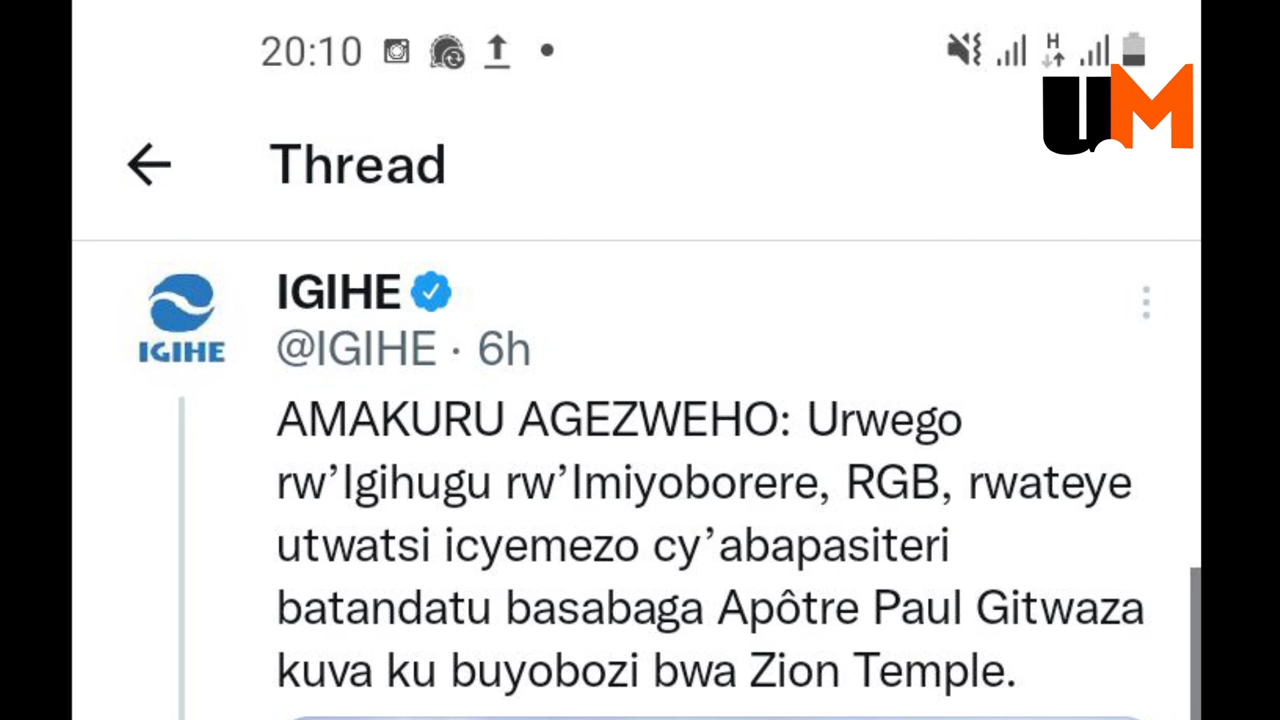 20:10
H
UM
Thread
IGIHE
@IGIHE · 6h
IGIHE
AMAKURU AGEZWEHO: Urwego
rw’Igihugu rw’Imiyoborere, RGB, rwateye
utwatsi icyemezo cy’abapasiteri
batandatu basabaga Apôtre Paul Gitwaza
kuva ku buyobozi bwa Zion Temple.